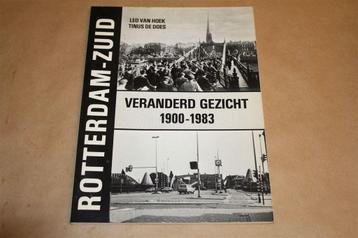 LEO VAN HOEK
TINUS DE DOES
ROTTERDAM-ZUID
VERANDERD GEZICHT
1900-1983